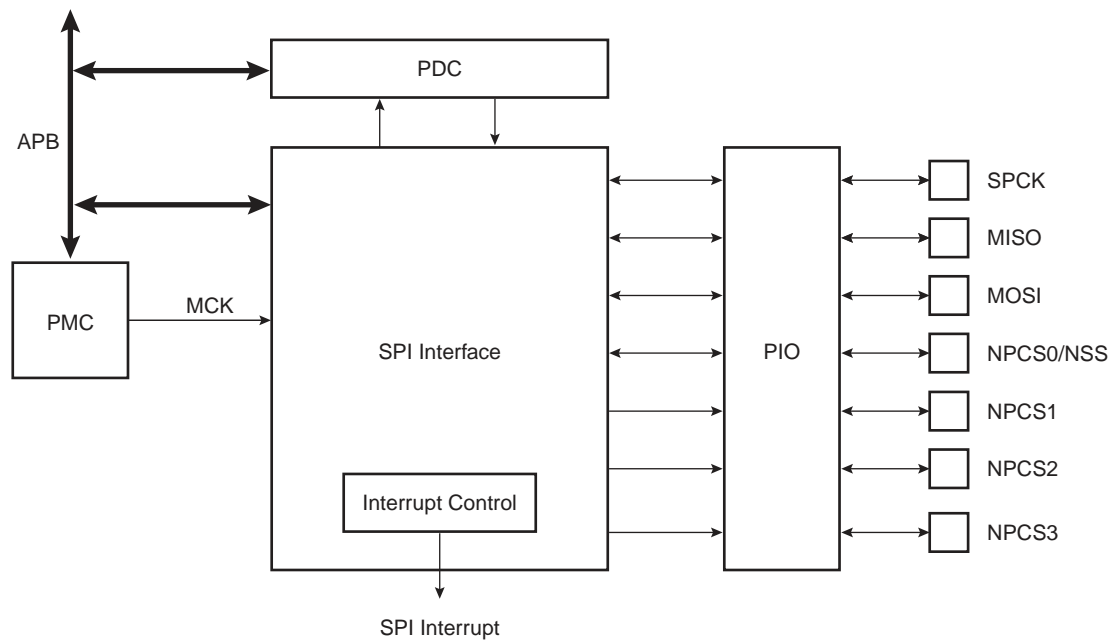 PDC
APB
SPCK
MISO
MCK
MOSI
PMC
SPI Interface
PIO
NPCS0/NSS
NPCS1
NPCS2
Interrupt Control
NPCS3
SPI Interrupt